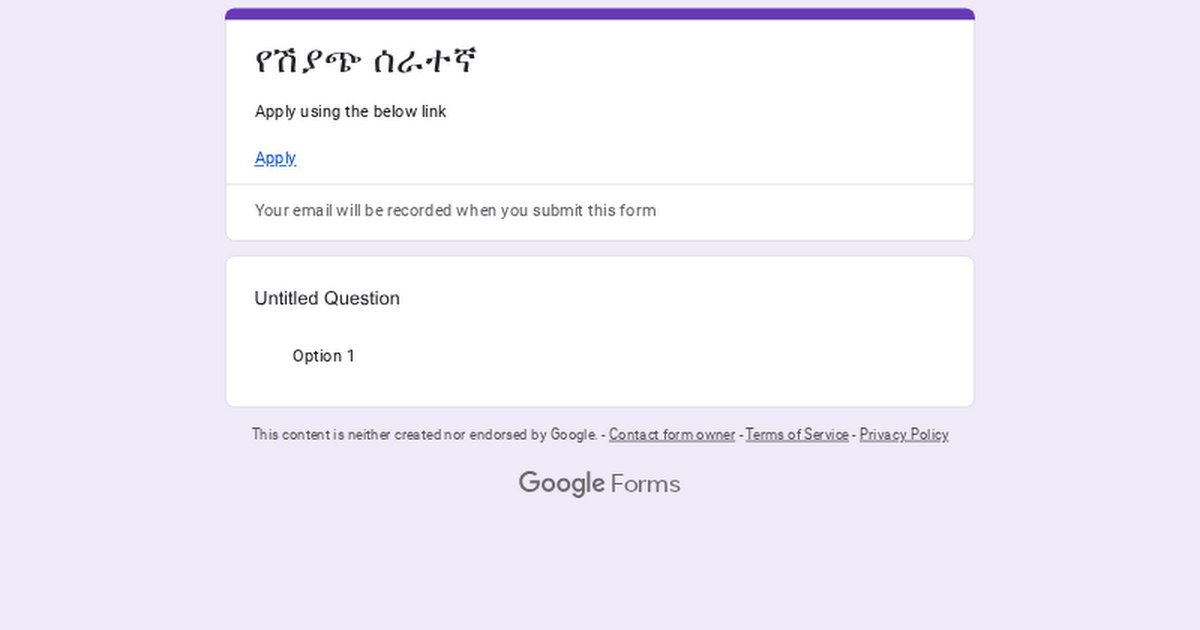 የሽያጭ ሰራተኛ
Apply using the below link
Apply
Your email will be recorded when you submit this form
Untitled Question
Option 1
This content is neither created nor endorsed by Google. - Contact form owner - Terms of Service - Privacy Policy
Google Forms